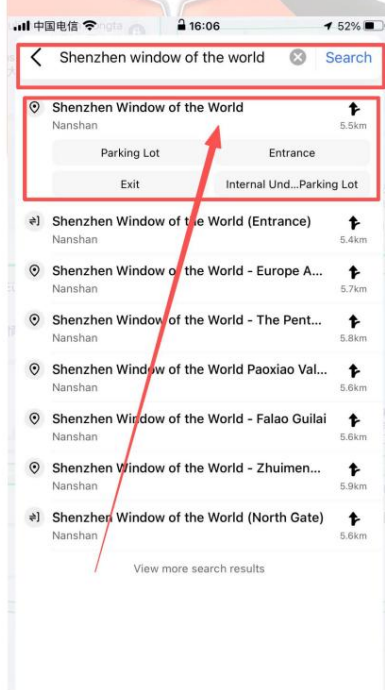 中国电信 16:06 52%
Shenzhen window of the world Search
Shenzhen Window of the World
Nanshan 5.5km
Parking Lot Entrance
Exit Internal Und...Parking Lot
Shenzhen Window of the World (Entrance)
Nanshan 5.4km
Shenzhen Window of the World - Europe A...
Nanshan 5.7km
Shenzhen Window of the World - The Pent...
Nanshan 5.8km
Shenzhen Window of the World Paoxiao Val...
Nanshan 5.6km
Shenzhen Window of the World - Falao Guilai
Nanshan 5.6km
Shenzhen Window of the World - Zhuimen...
Nanshan 5.9km
Shenzhen Window of the World (North Gate)
Nanshan 5.6km
View more search results